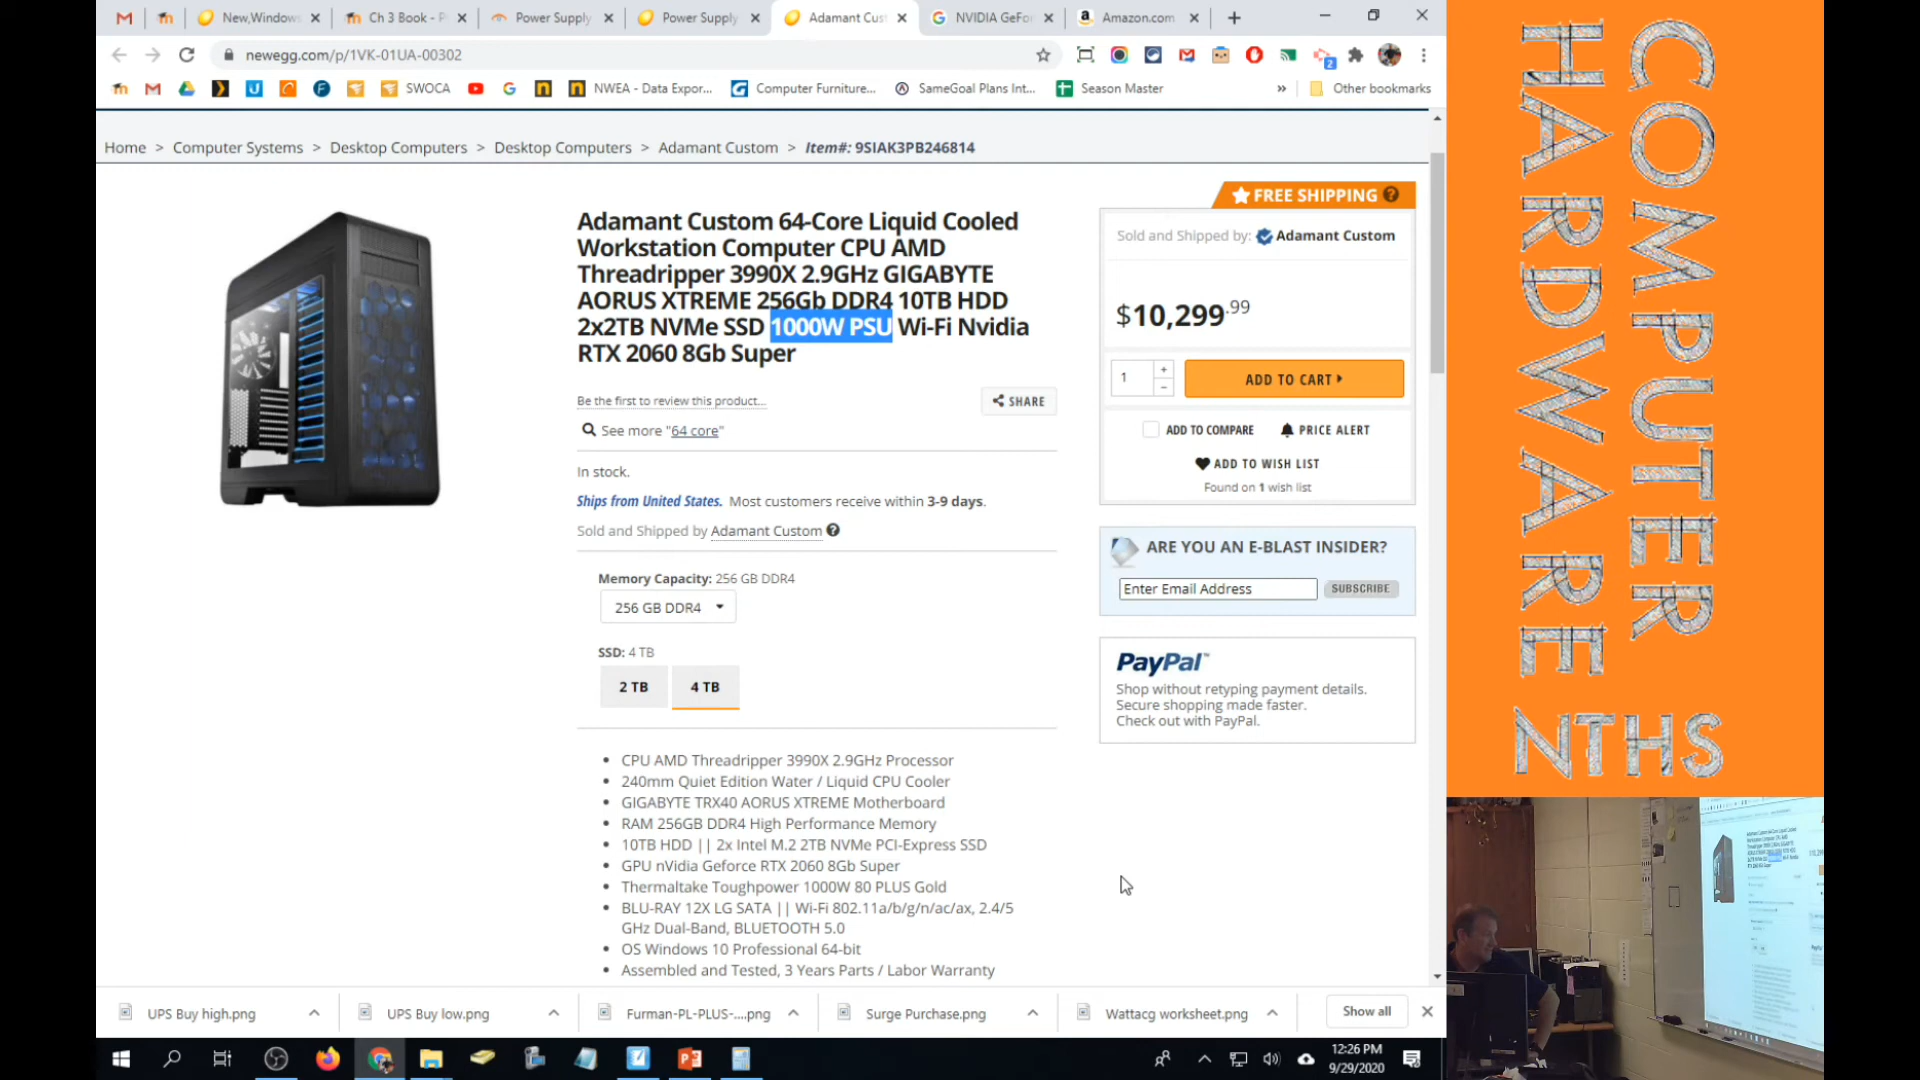 New,Windows
Ch 3 Book - P
Power Supply
Power Supply
Adamant Cus
NVIDIA GeFor
Amazon.com
newegg.com/p/1VK-01UA-00302
2
SWOCA
NWEA - Data Expor...
Computer Furniture...
SameGoal Plans Int...
Season Master
»
Other bookmarks
Home > Computer Systems > Desktop Computers > Desktop Computers > Adamant Custom > Item#: 9SIAK3PB246814
Adamant Custom 64-Core Liquid Cooled
Workstation Computer CPU AMD
Threadripper 3990X 2.9GHz GIGABYTE
AORUS XTREME 256Gb DDR4 10TB HDD
2x2TB NVMe SSD 1000W PSU Wi-Fi Nvidia
RTX 2060 8Gb Super
Be the first to review this product...
SHARE
See more "64 core"
In stock.
Ships from United States. Most customers receive within 3-9 days.
Sold and Shipped by Adamant Custom
Memory Capacity: 256 GB DDR4
256 GB DDR4
SSD: 4 TB
2 TB
4 TB
• CPU AMD Threadripper 3990X 2.9GHz Processor
• 240mm Quiet Edition Water / Liquid CPU Cooler
• GIGABYTE TRX40 AORUS XTREME Motherboard
• RAM 256GB DDR4 High Performance Memory
• 10TB HDD || 2x Intel M.2 2TB NVMe PCI-Express SSD
• GPU nVidia Geforce RTX 2060 8Gb Super
• Thermaltake Toughpower 1000W 80 PLUS Gold
• BLU-RAY 12X LG SATA || Wi-Fi 802.11a/b/g/n/ac/ax, 2.4/5
GHz Dual-Band, BLUETOOTH 5.0
• OS Windows 10 Professional 64-bit
• Assembled and Tested, 3 Years Parts / Labor Warranty
FREE SHIPPING ?
Sold and Shipped by: Adamant Custom
$10,299.99
1
ADD TO CART
ADD TO COMPARE
PRICE ALERT
ADD TO WISH LIST
Found on 1 wish list
ARE YOU AN E-BLAST INSIDER?
Enter Email Address
SUBSCRIBE
PayPal™
Shop without retyping payment details.
Secure shopping made faster.
Check out with PayPal.
UPS Buy high.png
UPS Buy low.png
Furman-PL-PLUS-....png
Surge Purchase.png
Wattacg worksheet.png
Show all
12:26 PM
9/29/2020
COMPUTER
HARDWARE
NTHS